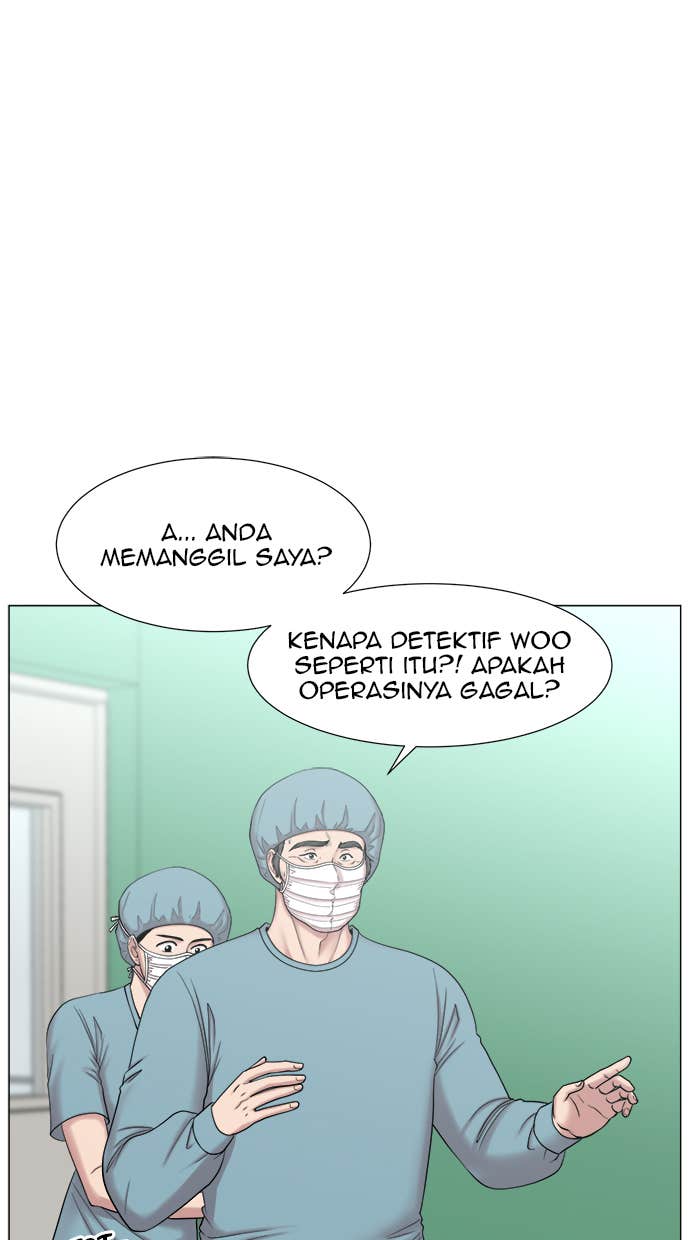 A... ANDA
MEMANGGIL SAYA?
KENAPA DETEKTIF WOO
SEPERTI ITU?! APAKAH
OPERASINYA GAGAL?